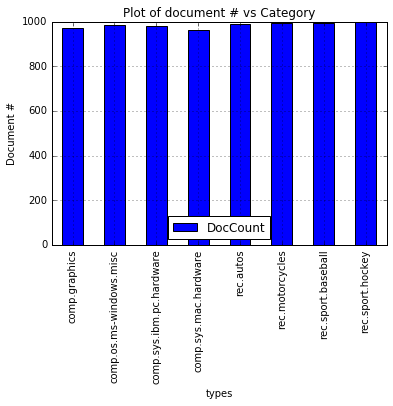 Plot of document # vs Category
Document #
1000
800
600
400
200
0
DocCount
comp.graphics
comp.os.ms-windows.misc
comp.sys.ibm.pc.hardware
comp.sys.mac.hardware
rec.autos
rec.motorcycles
rec.sport.baseball
rec.sport.hockey
types